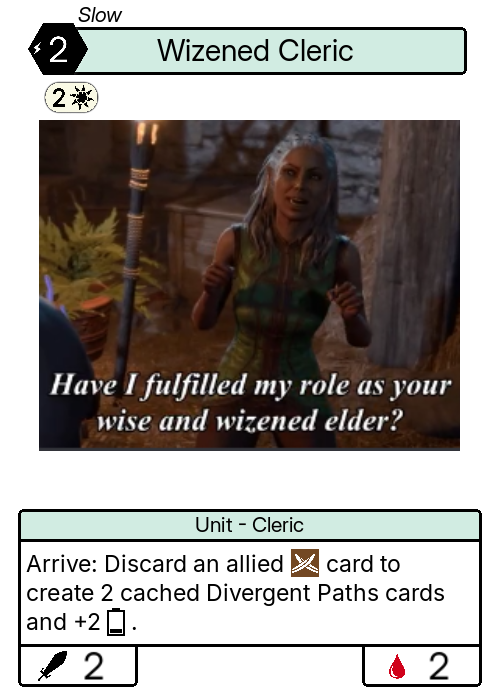 Slow
2 Wizened Cleric
2
Have I fulfilled my role as your
wise and wizened elder?
Unit - Cleric
Arrive: Discard an allied card to
create 2 cached Divergent Paths cards
and +2 .
2 2